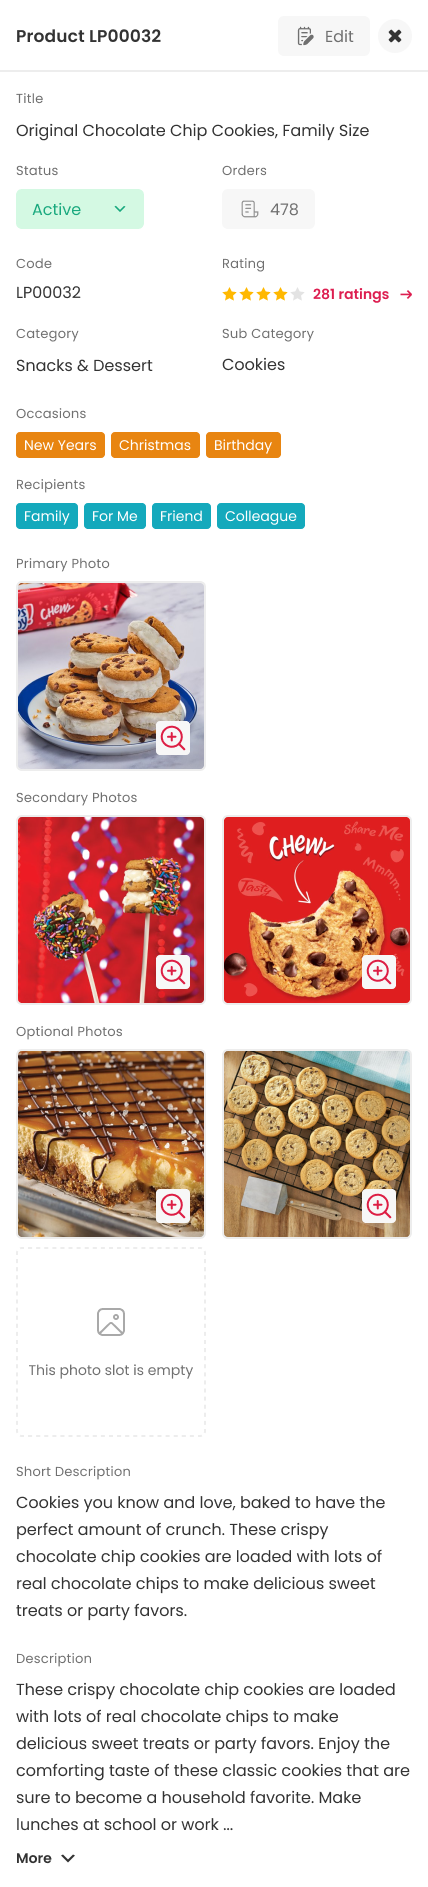 Product LP00032
Edit
Title
Original Chocolate Chip Cookies, Family Size
Status
Orders
Active
478
Code
Rating
LP00032
281 ratings
Category
Sub Category
Snacks & Dessert
Cookies
Occasions
New Years
Christmas
Birthday
Recipients
Family
For Me
Friend
Colleague
Primary Photo
CHEWY
Secondary Photos
CHEWY
Share Me
Mmmm...
Tasty
Optional Photos
This photo slot is empty
Short Description
Cookies you know and love, baked to have the
perfect amount of crunch. These crispy
chocolate chip cookies are loaded with lots of
real chocolate chips to make delicious sweet
treats or party favors.
Description
These crispy chocolate chip cookies are loaded
with lots of real chocolate chips to make
delicious sweet treats or party favors. Enjoy the
comforting taste of these classic cookies that are
sure to become a household favorite. Make
lunches at school or work ...
More